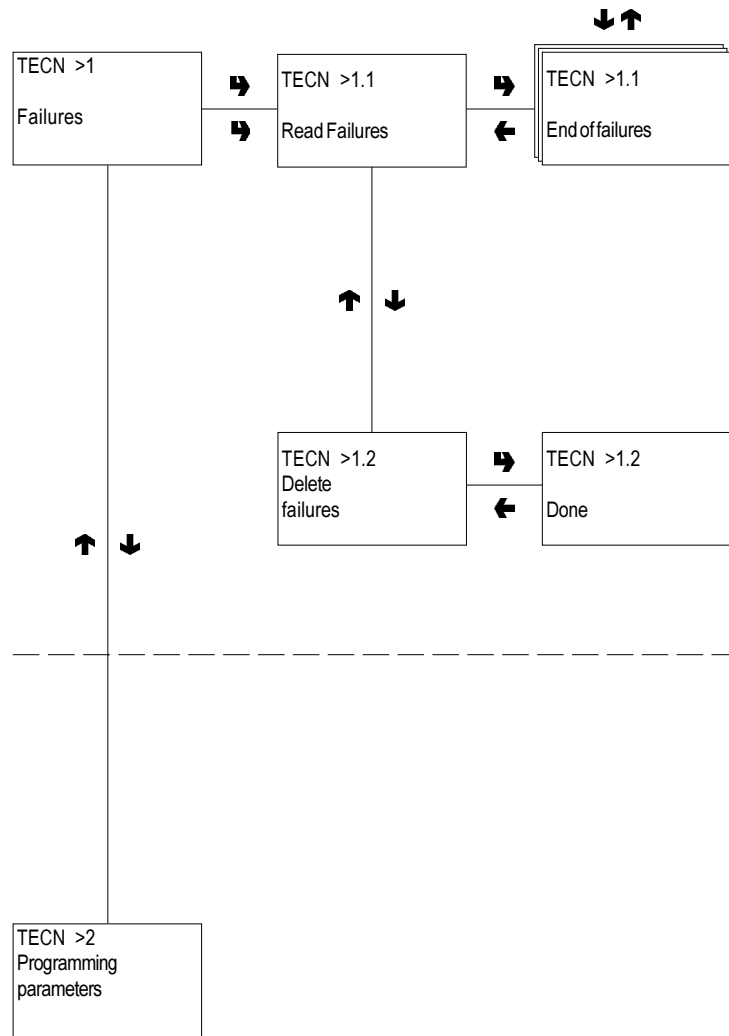 TECN >1
Failures
TECN >1.1
Read Failures
TECN >1.1
End of failures
TECN >1.2
Delete
failures
TECN >1.2
Done
TECN >2
Programming
parameters